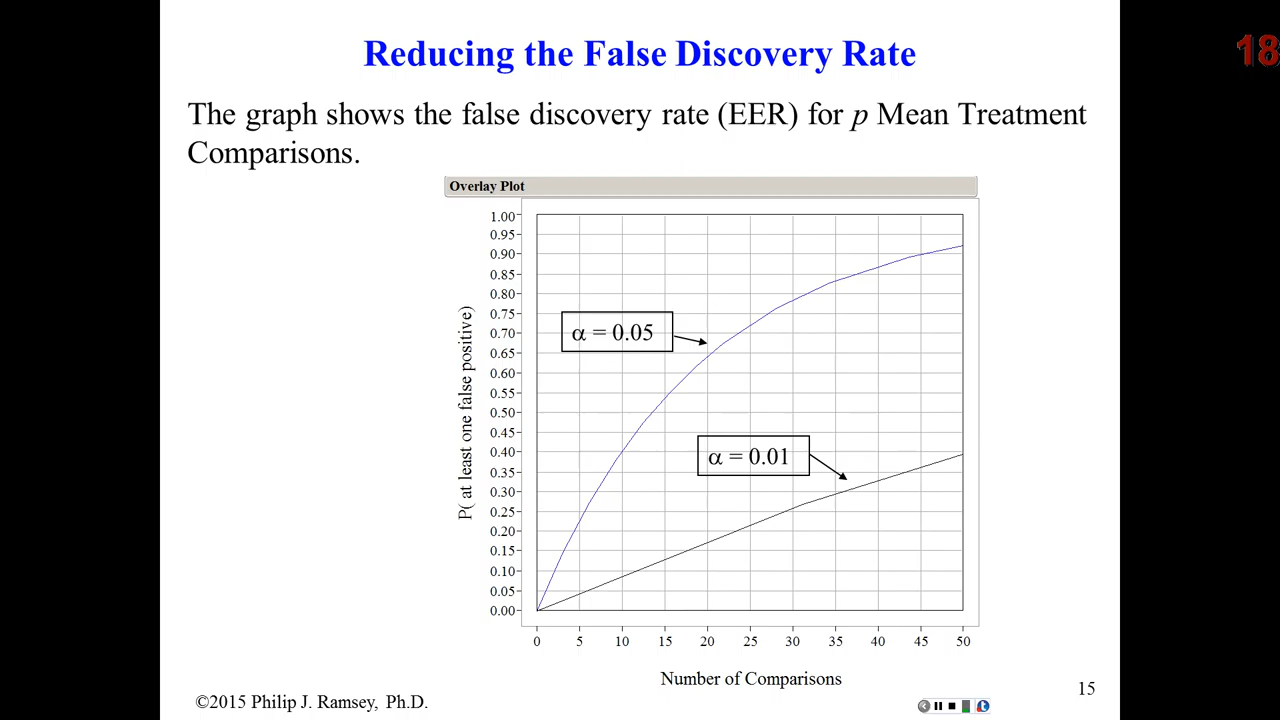 Reducing the False Discovery Rate
18
The graph shows the false discovery rate (EER) for p Mean Treatment
Comparisons.
Overlay Plot
P( at least one false positive)
1.00
0.95
0.90
0.85
0.80
0.75
0.70
0.65
0.60
0.55
0.50
0.45
0.40
0.35
0.30
0.25
0.20
0.15
0.10
0.05
0.00
α = 0.05
α = 0.01
0 5 10 15 20 25 30 35 40 45 50
Number of Comparisons
©2015 Philip J. Ramsey, Ph.D.
15